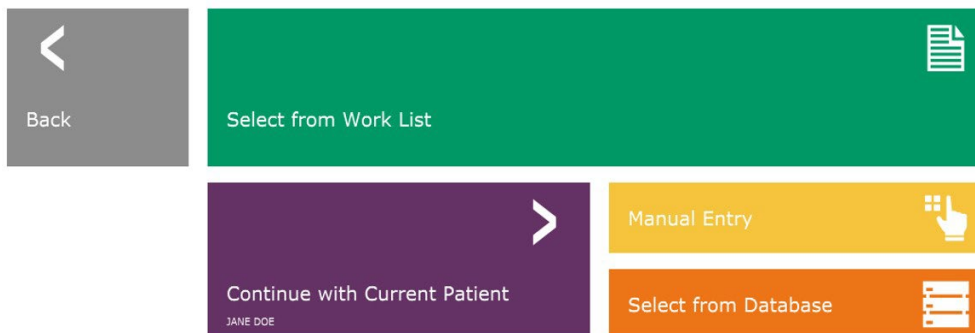 Back
Select from Work List
Manual Entry
Continue with Current Patient
JANE DOE
Select from Database